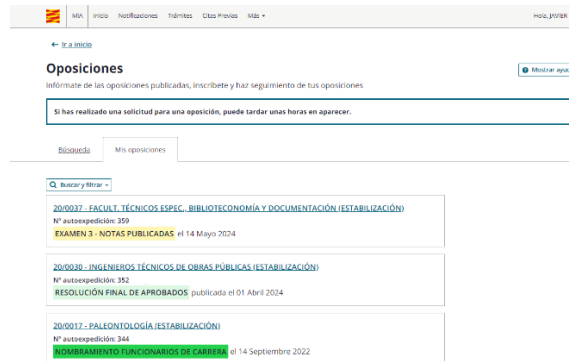 MIA Inicio Notificaciones Trámites Citas Previas Más Hola, JAVIER
Ir a inicio
Oposiciones
Mostrar ayud
Infórmate de las oposiciones publicadas, inscríbete y haz seguimiento de tus oposiciones
Si has realizado una solicitud para una oposición, puede tardar unas horas en aparecer.
Búsqueda Mis oposiciones
Buscar y filtrar
20/0037 - FACULT. TÉCNICOS ESPEC., BIBLIOTECONOMÍA Y DOCUMENTACIÓN (ESTABILIZACIÓN)
Nº autoexpedición: 359
EXAMEN 3 - NOTAS PUBLICADAS el 14 Mayo 2024
20/0030 - INGENIEROS TÉCNICOS DE OBRAS PÚBLICAS (ESTABILIZACIÓN)
Nº autoexpedición: 352
RESOLUCIÓN FINAL DE APROBADOS publicada el 01 Abril 2024
20/0017 - PALEONTOLOGÍA (ESTABILIZACIÓN)
Nº autoexpedición: 344
NOMBRAMIENTO FUNCIONARIOS DE CARRERA el 14 Septiembre 2022